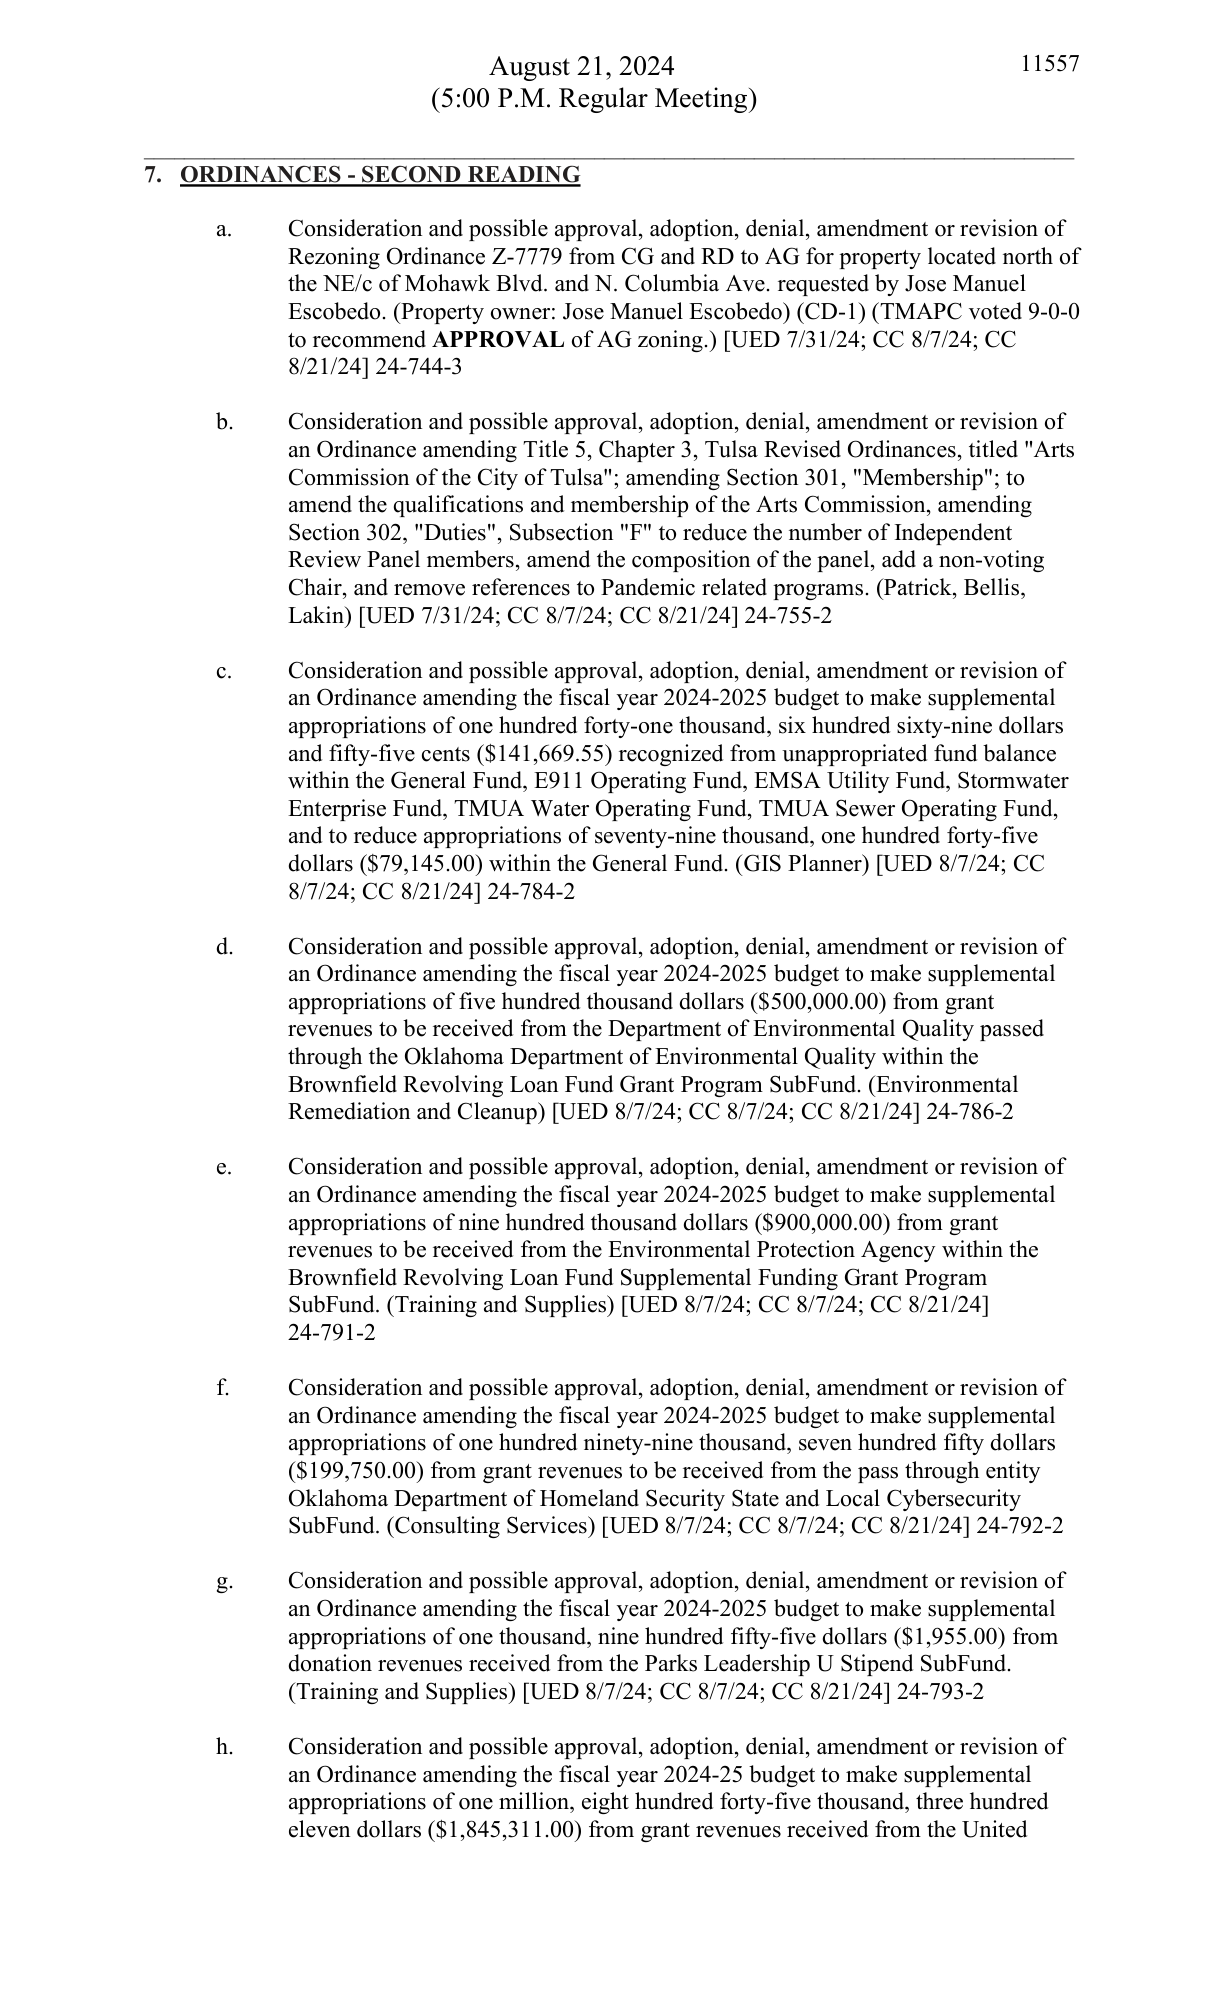 August 21, 2024
11557
(5:00 P.M. Regular Meeting)
7. ORDINANCES - SECOND READING
a. Consideration and possible approval, adoption, denial, amendment or revision of
Rezoning Ordinance Z-7779 from CG and RD to AG for property located north of
the NE/c of Mohawk Blvd. and N. Columbia Ave. requested by Jose Manuel
Escobedo. (Property owner: Jose Manuel Escobedo) (CD-1) (TMAPC voted 9-0-0
to recommend APPROVAL of AG zoning.) [UED 7/31/24; CC 8/7/24; CC
8/21/24] 24-744-3
b. Consideration and possible approval, adoption, denial, amendment or revision of
an Ordinance amending Title 5, Chapter 3, Tulsa Revised Ordinances, titled "Arts
Commission of the City of Tulsa"; amending Section 301, "Membership"; to
amend the qualifications and membership of the Arts Commission, amending
Section 302, "Duties", Subsection "F" to reduce the number of Independent
Review Panel members, amend the composition of the panel, add a non-voting
Chair, and remove references to Pandemic related programs. (Patrick, Bellis,
Lakin) [UED 7/31/24; CC 8/7/24; CC 8/21/24] 24-755-2
c. Consideration and possible approval, adoption, denial, amendment or revision of
an Ordinance amending the fiscal year 2024-2025 budget to make supplemental
appropriations of one hundred forty-one thousand, six hundred sixty-nine dollars
and fifty-five cents ($141,669.55) recognized from unappropriated fund balance
within the General Fund, E911 Operating Fund, EMSA Utility Fund, Stormwater
Enterprise Fund, TMUA Water Operating Fund, TMUA Sewer Operating Fund,
and to reduce appropriations of seventy-nine thousand, one hundred forty-five
dollars ($79,145.00) within the General Fund. (GIS Planner) [UED 8/7/24; CC
8/7/24; CC 8/21/24] 24-784-2
d. Consideration and possible approval, adoption, denial, amendment or revision of
an Ordinance amending the fiscal year 2024-2025 budget to make supplemental
appropriations of five hundred thousand dollars ($500,000.00) from grant
revenues to be received from the Department of Environmental Quality passed
through the Oklahoma Department of Environmental Quality within the
Brownfield Revolving Loan Fund Grant Program SubFund. (Environmental
Remediation and Cleanup) [UED 8/7/24; CC 8/7/24; CC 8/21/24] 24-786-2
e. Consideration and possible approval, adoption, denial, amendment or revision of
an Ordinance amending the fiscal year 2024-2025 budget to make supplemental
appropriations of nine hundred thousand dollars ($900,000.00) from grant
revenues to be received from the Environmental Protection Agency within the
Brownfield Revolving Loan Fund Supplemental Funding Grant Program
SubFund. (Training and Supplies) [UED 8/7/24; CC 8/7/24; CC 8/21/24]
24-791-2
f. Consideration and possible approval, adoption, denial, amendment or revision of
an Ordinance amending the fiscal year 2024-2025 budget to make supplemental
appropriations of one hundred ninety-nine thousand, seven hundred fifty dollars
($199,750.00) from grant revenues to be received from the pass through entity
Oklahoma Department of Homeland Security State and Local Cybersecurity
SubFund. (Consulting Services) [UED 8/7/24; CC 8/7/24; CC 8/21/24] 24-792-2
g. Consideration and possible approval, adoption, denial, amendment or revision of
an Ordinance amending the fiscal year 2024-2025 budget to make supplemental
appropriations of one thousand, nine hundred fifty-five dollars ($1,955.00) from
donation revenues received from the Parks Leadership U Stipend SubFund.
(Training and Supplies) [UED 8/7/24; CC 8/7/24; CC 8/21/24] 24-793-2
h. Consideration and possible approval, adoption, denial, amendment or revision of
an Ordinance amending the fiscal year 2024-25 budget to make supplemental
appropriations of one million, eight hundred forty-five thousand, three hundred
eleven dollars ($1,845,311.00) from grant revenues received from the United